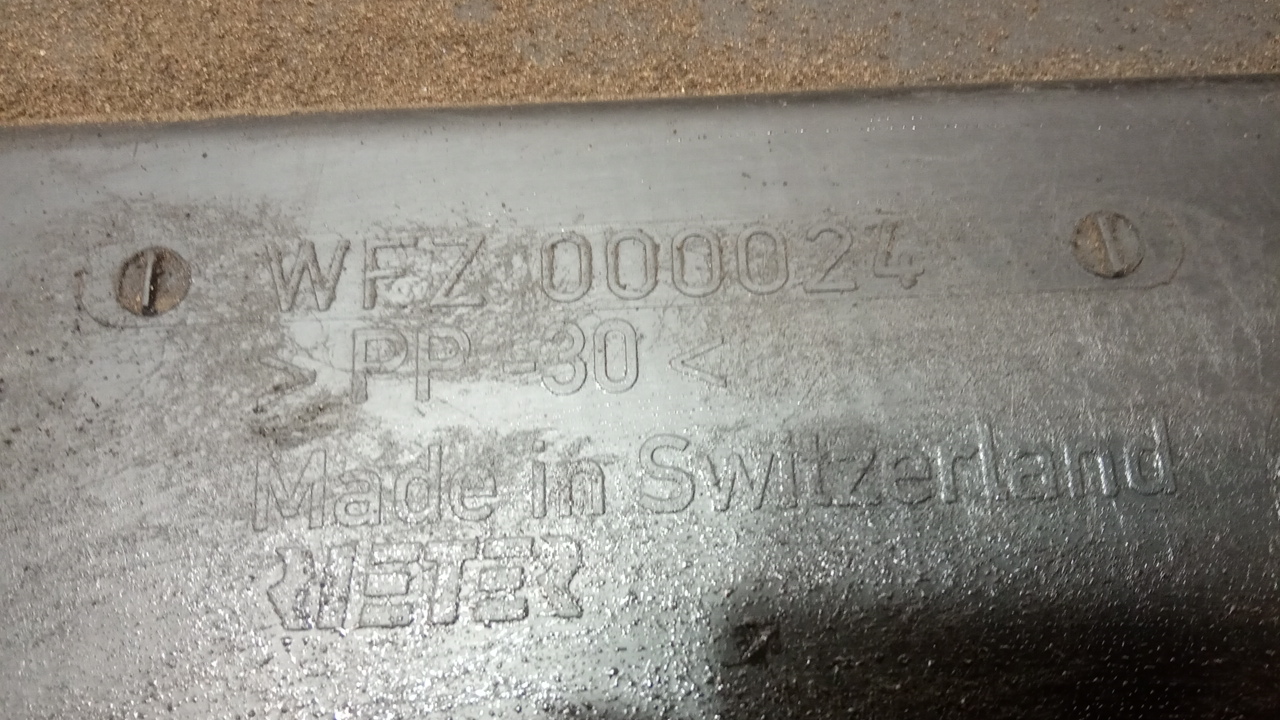 WFZ 000024
>PP-30<
Made in Switzerland
RIETER